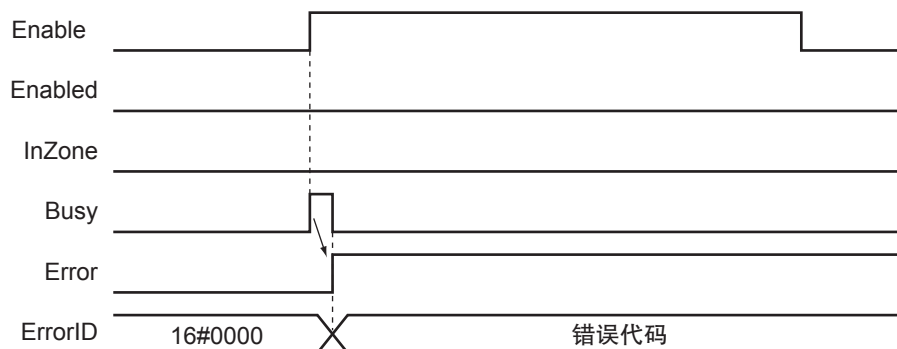 Enable
Enabled
InZone
Busy
Error
ErrorID 16#0000 错误代码